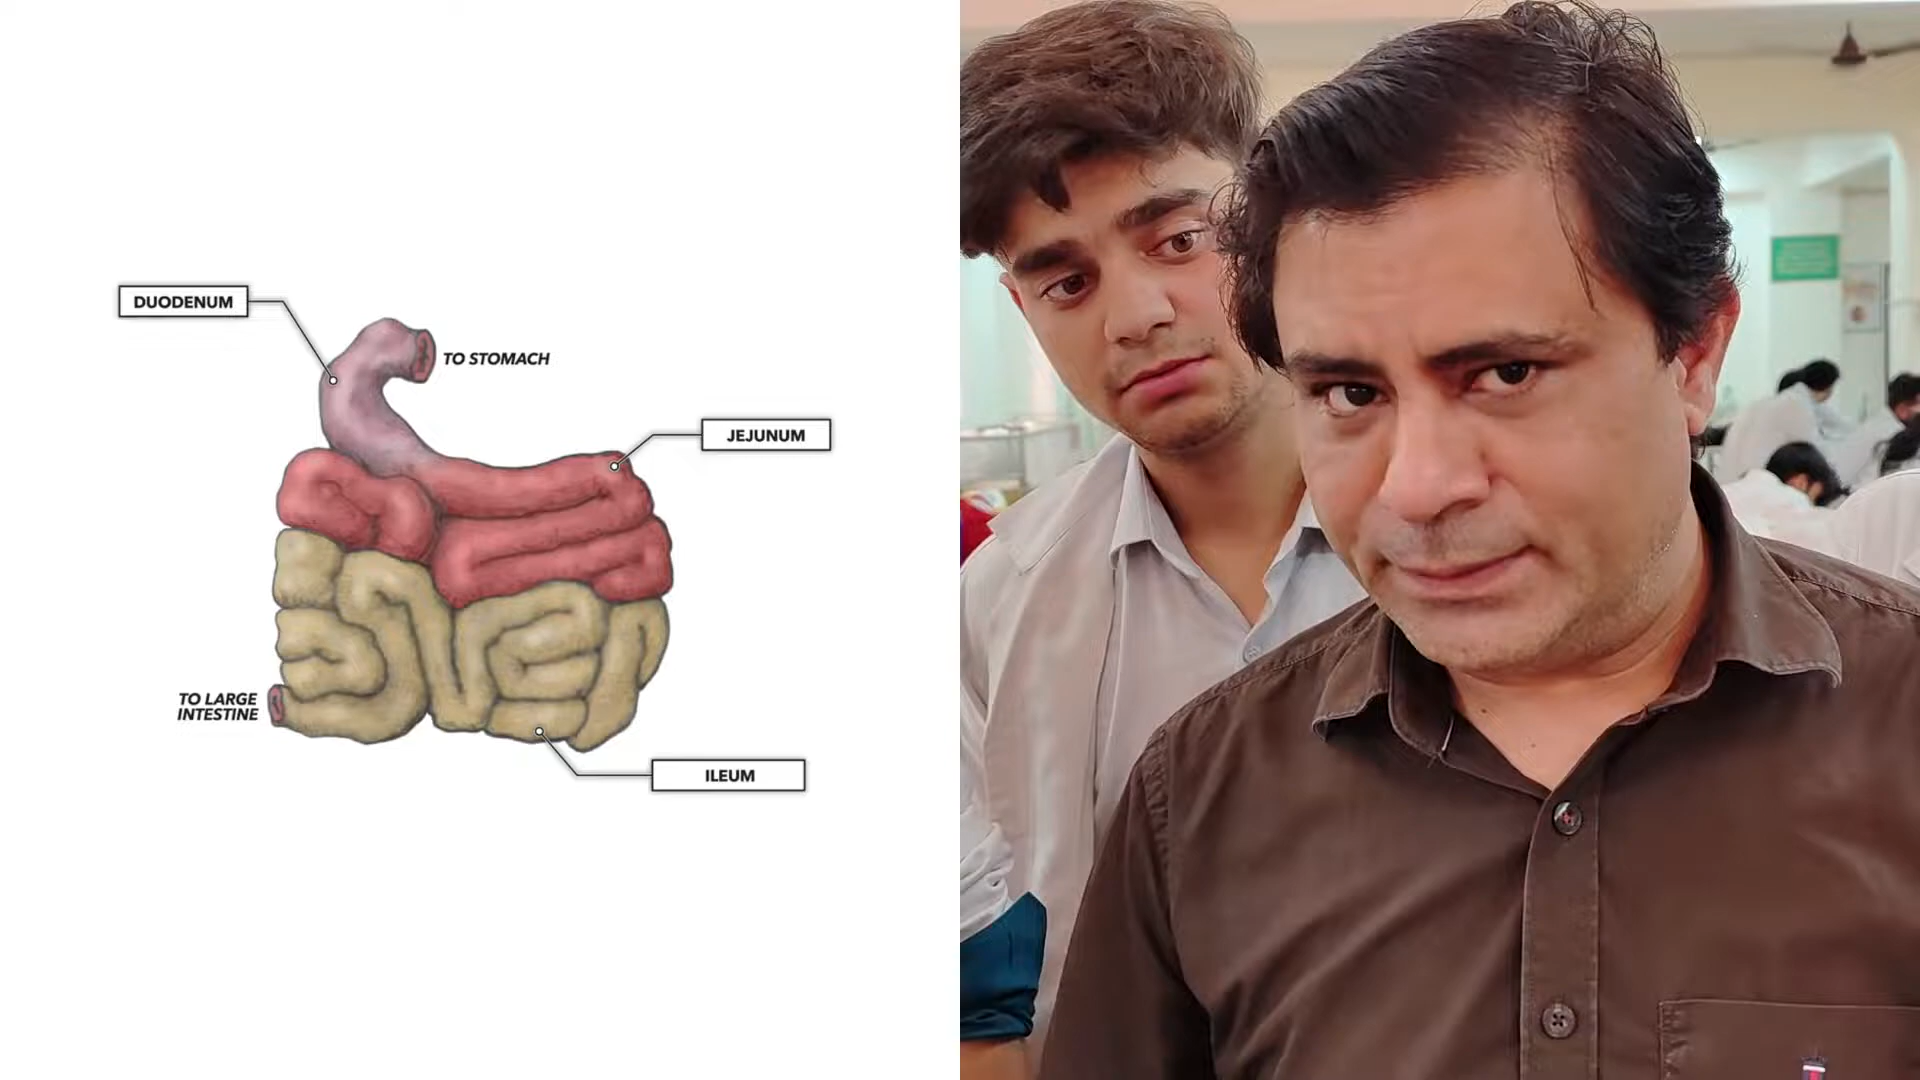 DUODENUM
TO STOMACH
JEJUNUM
TO LARGE
INTESTINE
ILEUM